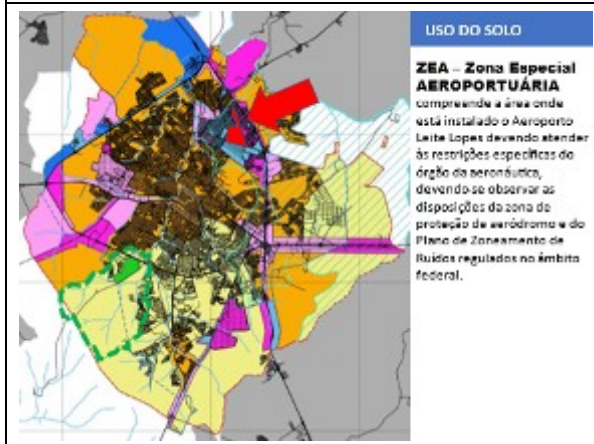 USO DO SOLO
ZEA – Zona Especial
AEROPORTUÁRIA
compreende a área onde
está instalado o Aeroporto
Leite Lopes devendo atender
às restrições específicas do
órgão da aeronáutica,
devendo-se observar as
disposições da zona de
proteção de aeródromo e do
Plano de Zoneamento de
Ruídos regulados no âmbito
federal.